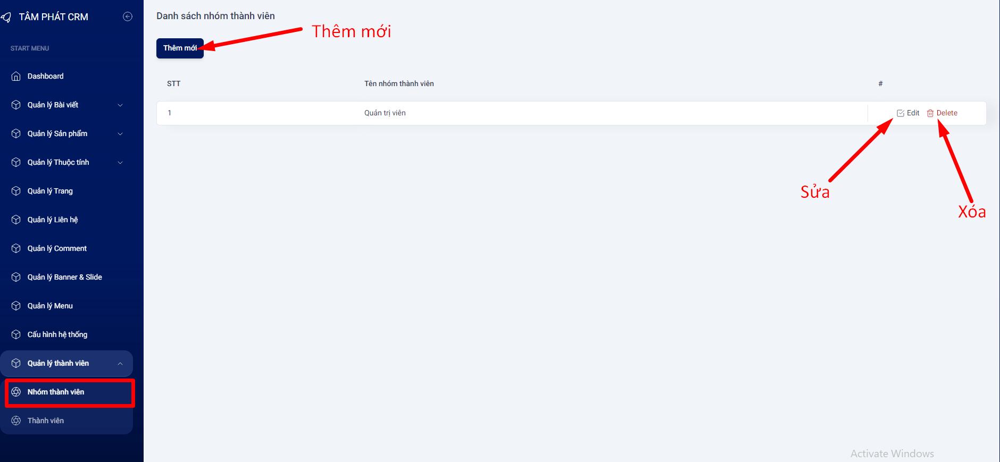 TÂM PHÁT CRM
START MENU
Dashboard
Quản lý Bài viết
Quản lý Sản phẩm
Quản lý Thuộc tính
Quản lý Trang
Quản lý Liên hệ
Quản lý Comment
Quản lý Banner & Slide
Quản lý Menu
Cấu hình hệ thống
Quản lý thành viên
Nhóm thành viên
Thành viên
Danh sách nhóm thành viên
Thêm mới
Thêm mới
STT Tên nhóm thành viên #
1 Quản trị viên Edit Delete
Sửa
Xóa
Activate Windows